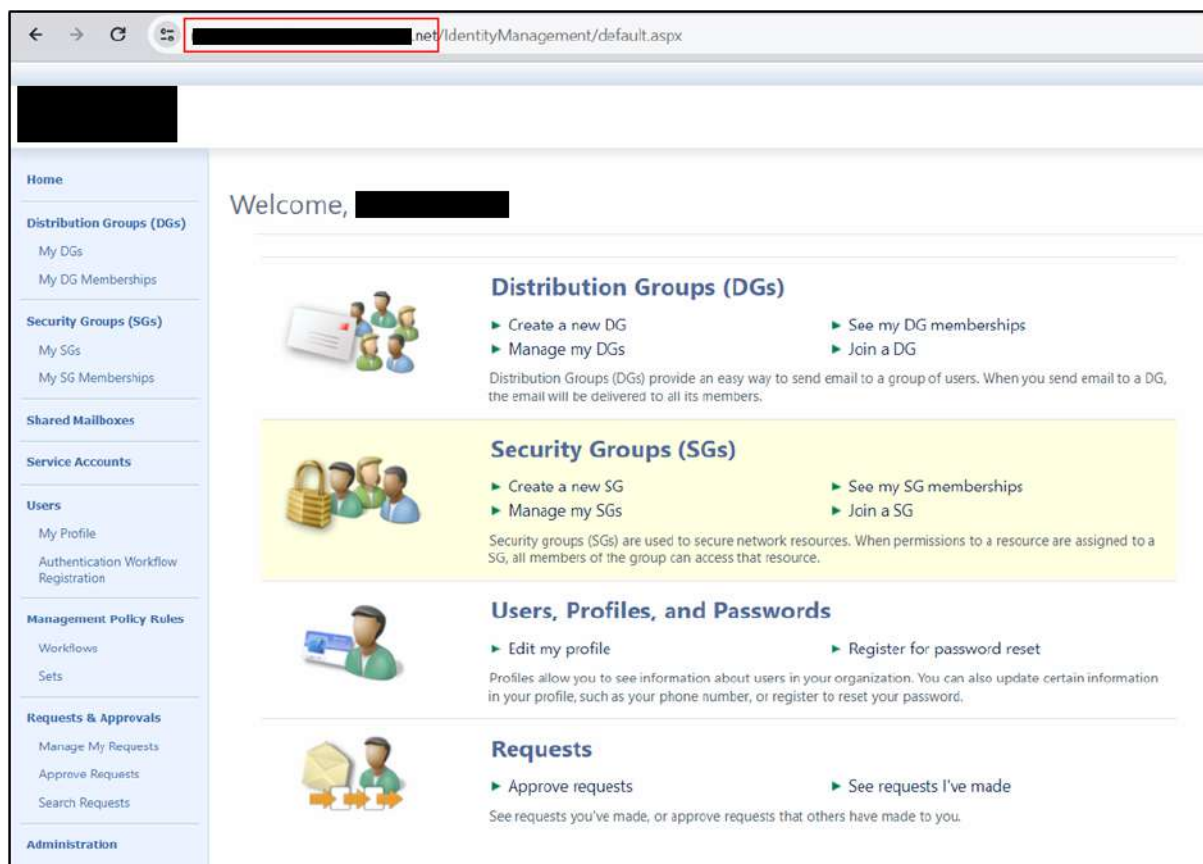 .net/IdentityManagement/default.aspx
Home
Distribution Groups (DGs)
My DGs
My DG Memberships
Security Groups (SGs)
My SGs
My SG Memberships
Shared Mailboxes
Service Accounts
Users
My Profile
Authentication Workflow
Registration
Management Policy Rules
Workflows
Sets
Requests & Approvals
Manage My Requests
Approve Requests
Search Requests
Administration
Welcome,
Distribution Groups (DGs)
► Create a new DG
► See my DG memberships
► Manage my DGs
► Join a DG
Distribution Groups (DGs) provide an easy way to send email to a group of users. When you send email to a DG,
the email will be delivered to all its members.
Security Groups (SGs)
► Create a new SG
► See my SG memberships
► Manage my SGs
► Join a SG
Security groups (SGs) are used to secure network resources. When permissions to a resource are assigned to a
SG, all members of the group can access that resource.
Users, Profiles, and Passwords
► Edit my profile
► Register for password reset
Profiles allow you to see information about users in your organization. You can also update certain information
in your profile, such as your phone number, or register to reset your password.
Requests
► Approve requests
► See requests I've made
See requests you've made, or approve requests that others have made to you.